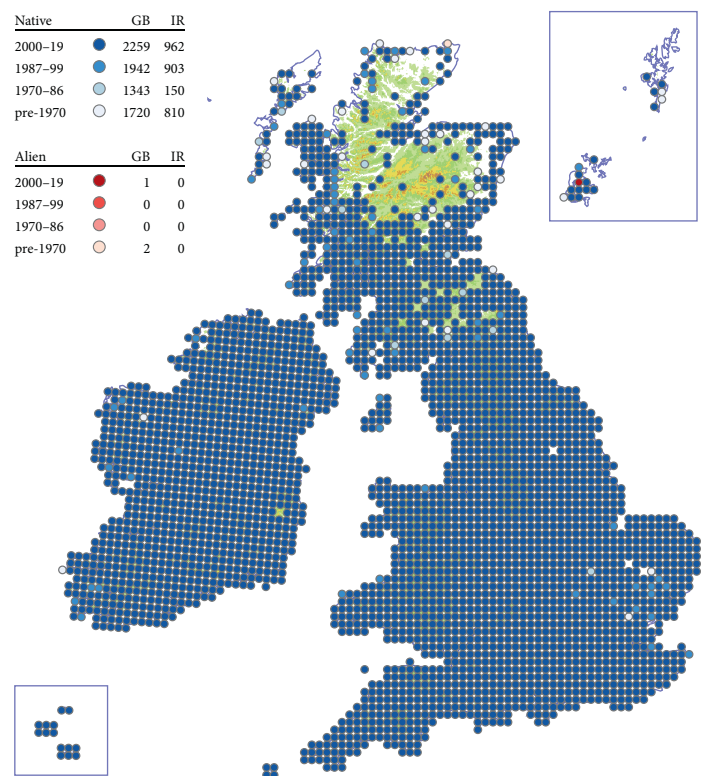 Native GB IR
2000–19 2259 962
1987–99 1942 903
1970–86 1343 150
pre-1970 1720 810
Alien GB IR
2000–19 1 0
1987–99 0 0
1970–86 0 0
pre-1970 2 0